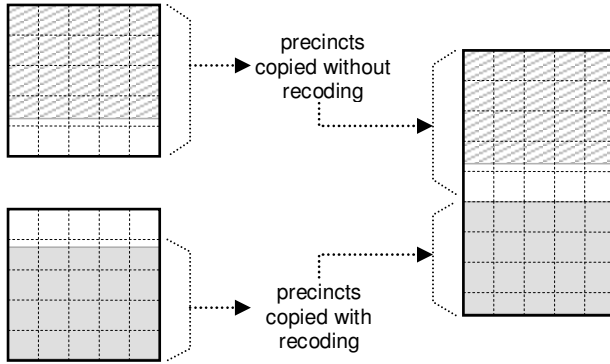 precincts
copied without
recoding
precincts
copied with
recoding